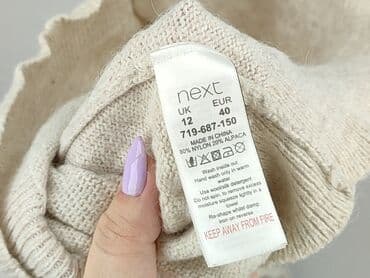 next
UK EUR
12 40
719-687-150
MADE IN CHINA
80% NYLON 20% ALPACA
Wash inside out.
Hand wash only in warm
water
Use wool/silk detergent
Do not spin, to remove excess
moisture squeeze lightly in a
towel
Re-shape whilst damp
Iron on reverse
KEEP AWAY FROM FIRE